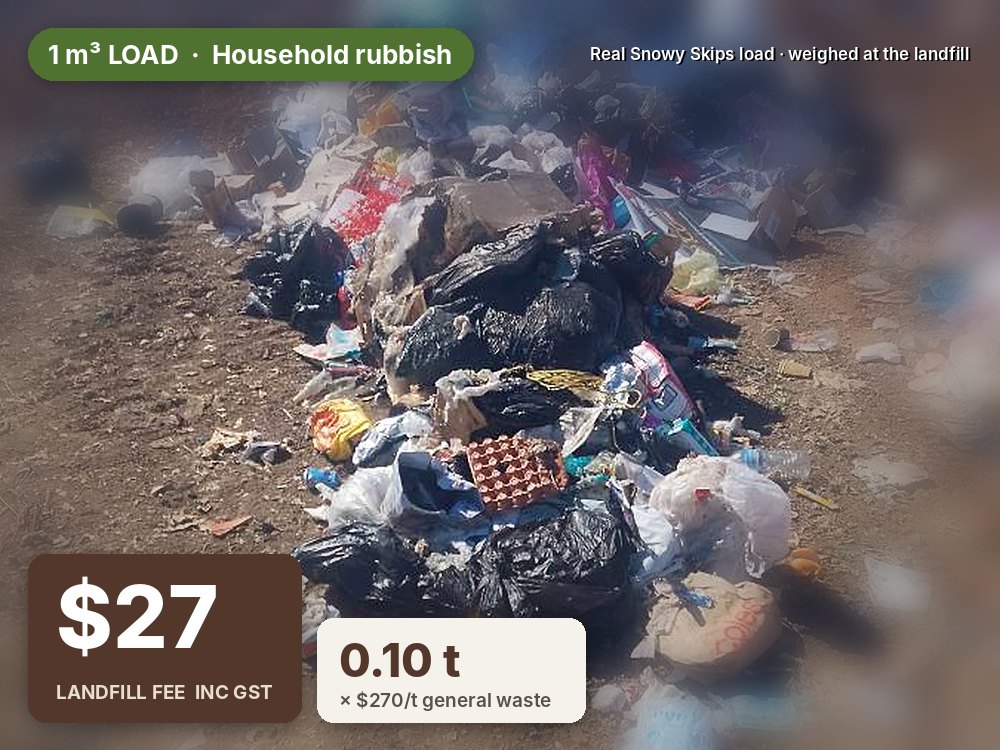 1 m³ LOAD · Household rubbish
Real Snowy Skips load · weighed at the landfill
COLES
$27
LANDFILL FEE INC GST
0.10 t
× $270/t general waste